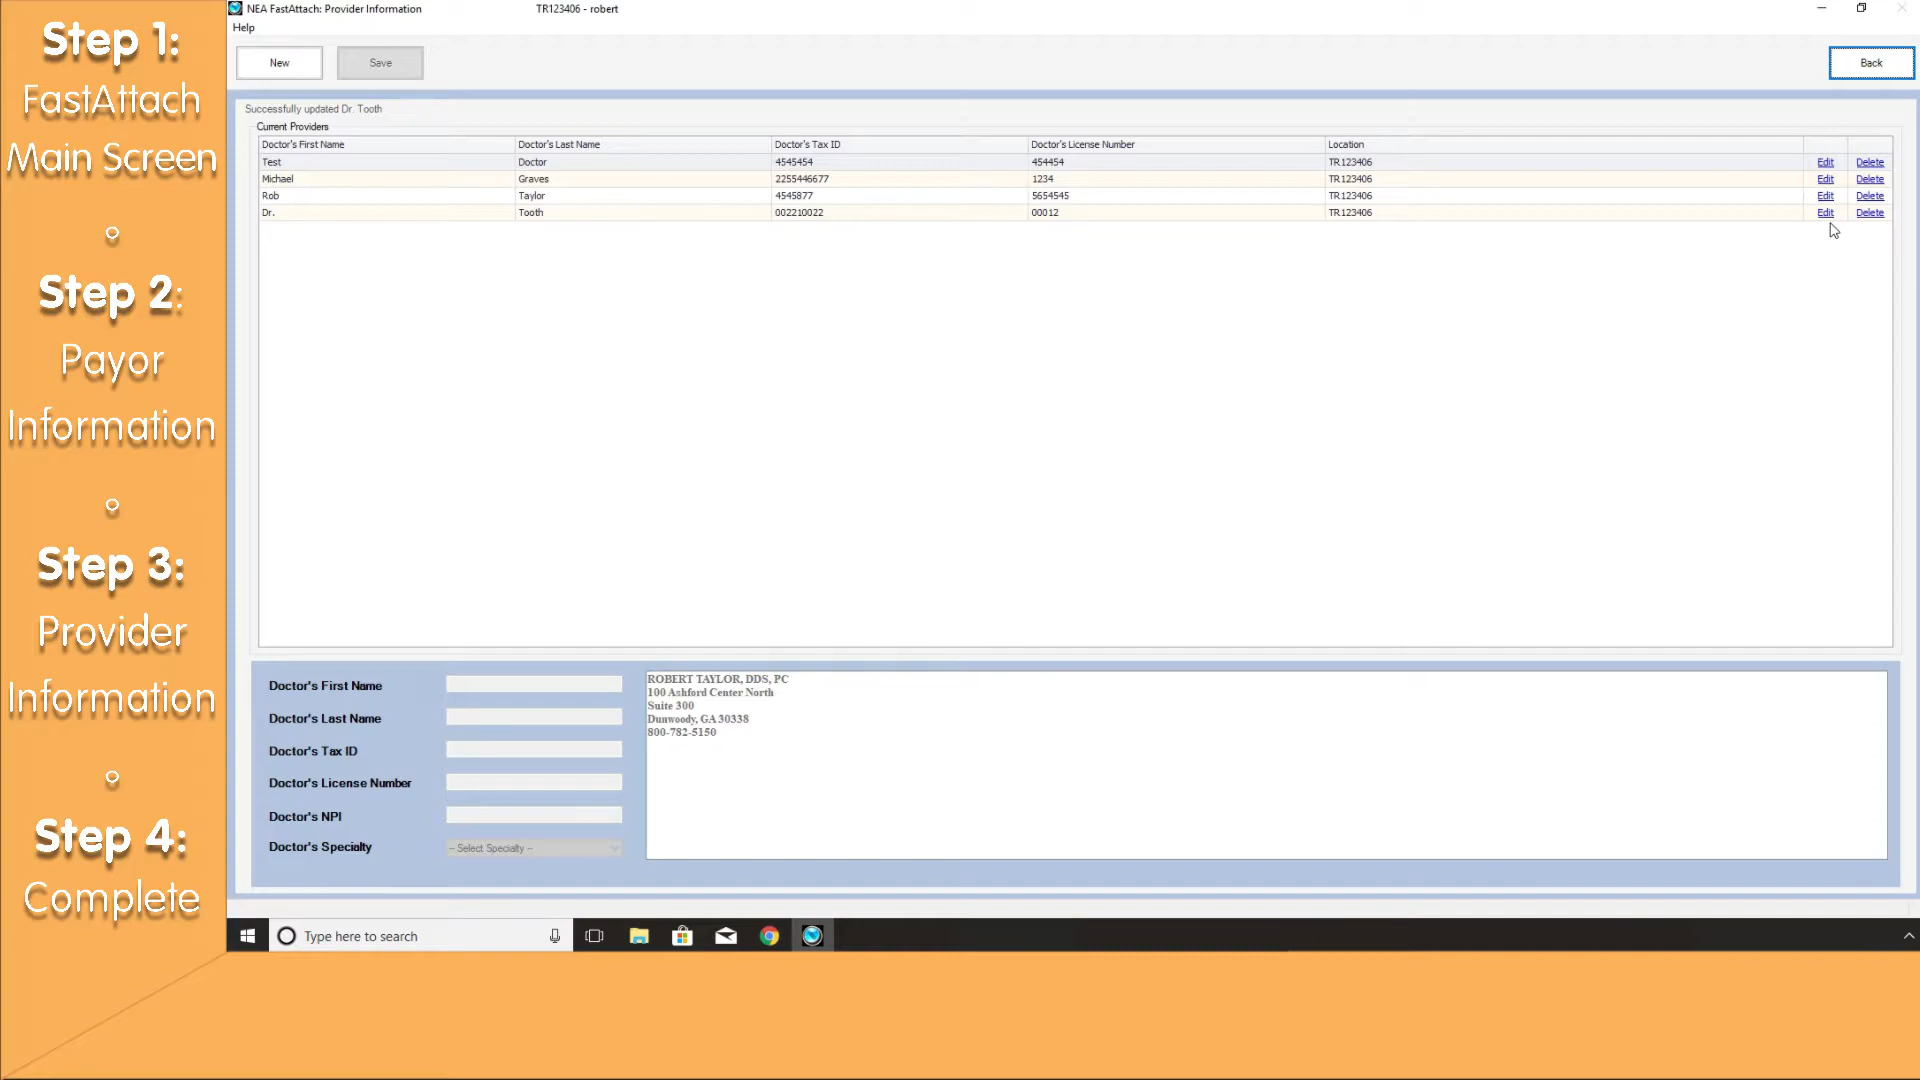 Step 1:
FastAttach
Main Screen
Step 2:
Payor
Information
Step 3:
Provider
Information
Step 4:
Complete
NEA FastAttach: Provider Information TR123406 - robert
Help
New Save Back
Successfully updated Dr. Tooth
Current Providers
Doctor's First Name Doctor's Last Name Doctor's Tax ID Doctor's License Number Location
Test Doctor 4545454 454454 TR123406 Edit Delete
Michael Graves 2255446677 1234 TR123406 Edit Delete
Rob Taylor 4545877 5654545 TR123406 Edit Delete
Dr. Tooth 002210022 00012 TR123406 Edit Delete
Doctor's First Name
Doctor's Last Name
Doctor's Tax ID
Doctor's License Number
Doctor's NPI
Doctor's Specialty -- Select Specialty --
ROBERT TAYLOR, DDS, PC
100 Ashford Center North
Suite 300
Dunwoody, GA 30338
800-782-5150
Type here to search